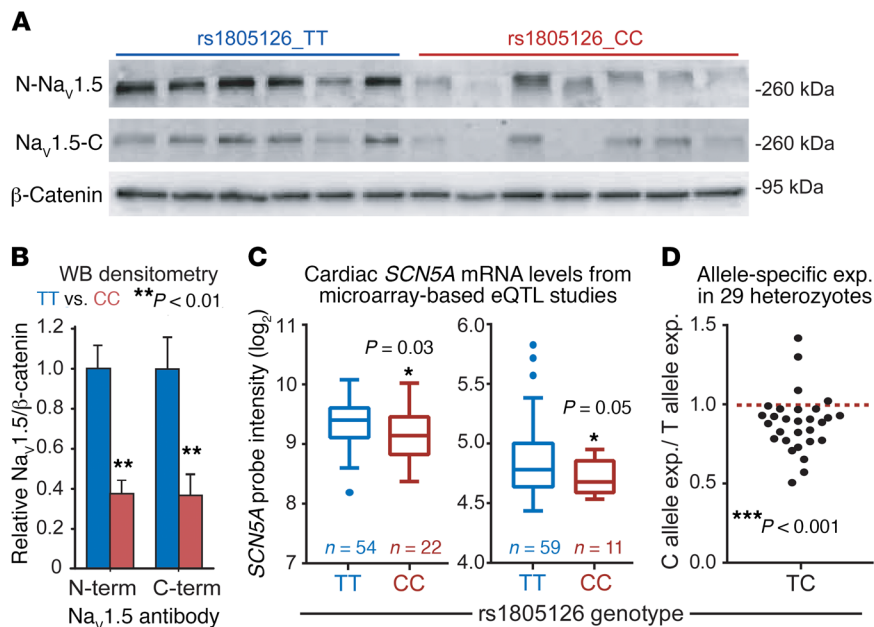 A
rs1805126_TT
rs1805126_CC
N-NaV1.5
-260 kDa
NaV1.5-C
-260 kDa
β-Catenin
-95 kDa
B
WB densitometry
TT vs. CC **P < 0.01
Relative NaV1.5/β-catenin
1.2
1.0
0.8
0.6
0.4
0.2
0
**
**
N-term
C-term
NaV1.5 antibody
C
Cardiac SCN5A mRNA levels from
microarray-based eQTL studies
SCN5A probe intensity (log2)
11
10
9
8
7
P = 0.03
*
n = 54
n = 22
TT
CC
6.0
5.5
5.0
4.5
4.0
P = 0.05
*
n = 59
n = 11
TT
CC
rs1805126 genotype
D
Allele-specific exp.
in 29 heterozyotes
C allele exp./ T allele exp.
1.5
1.0
0.5
0.0
***P < 0.001
TC